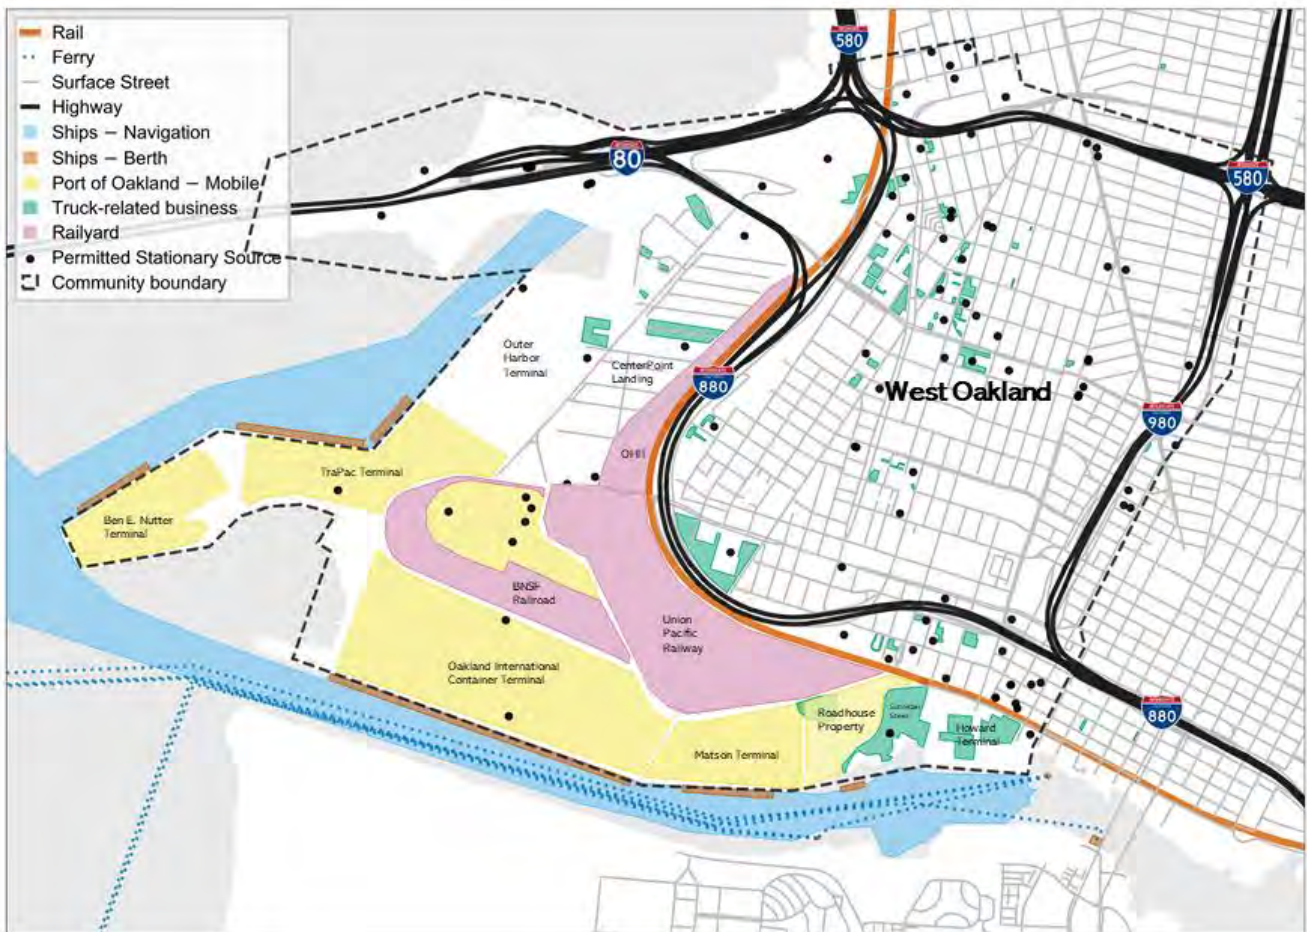 Rail
Ferry
Surface Street
Highway
Ships – Navigation
Ships – Berth
Port of Oakland – Mobile
Truck-related business
Railyard
Permitted Stationary Source
Community boundary
580
80
580
Outer
Harbor
Terminal
CenterPoint
Landing
880
West Oakland
980
OHIT
TraPac Terminal
Ben E. Nutter
Terminal
BNSF
Railroad
Union
Pacific
Railway
Oakland International
Container Terminal
Roadhouse
Property
Howard
Terminal
Matson Terminal
880